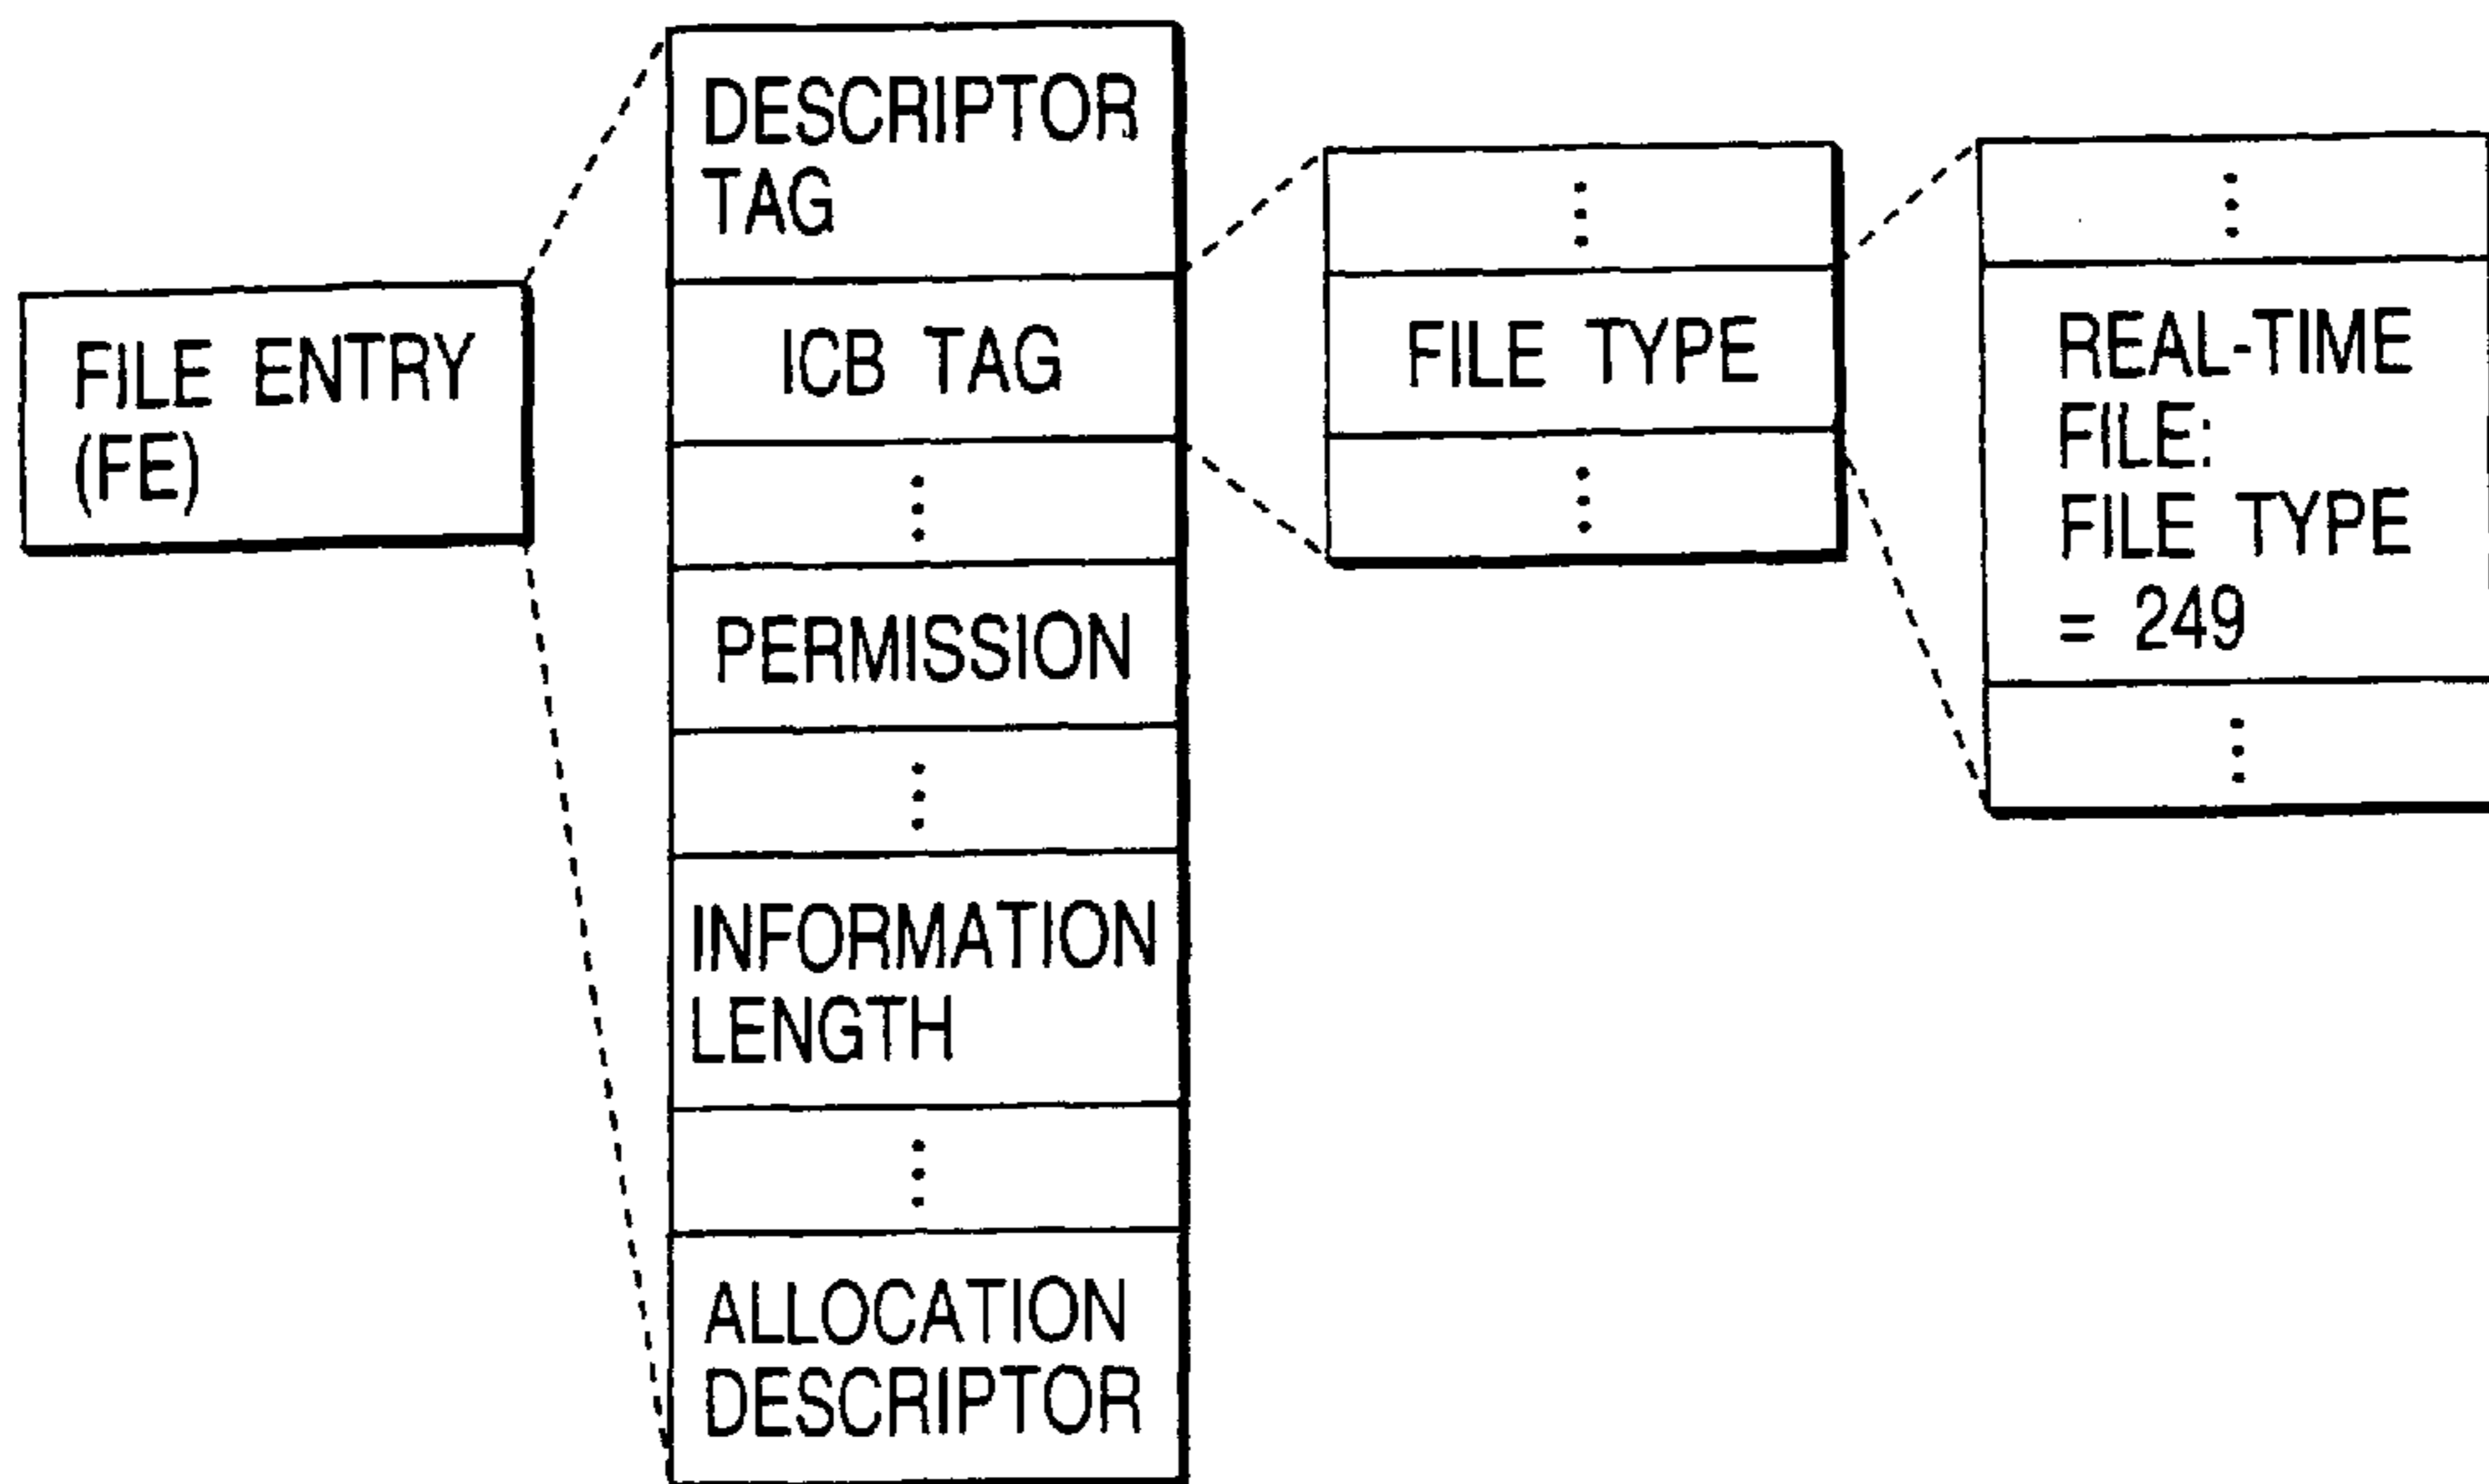 FILE ENTRY
(FE)
DESCRIPTOR
TAG
ICB TAG
PERMISSION
INFORMATION
LENGTH
ALLOCATION
DESCRIPTOR
FILE TYPE
REAL-TIME
FILE:
FILE TYPE
= 249